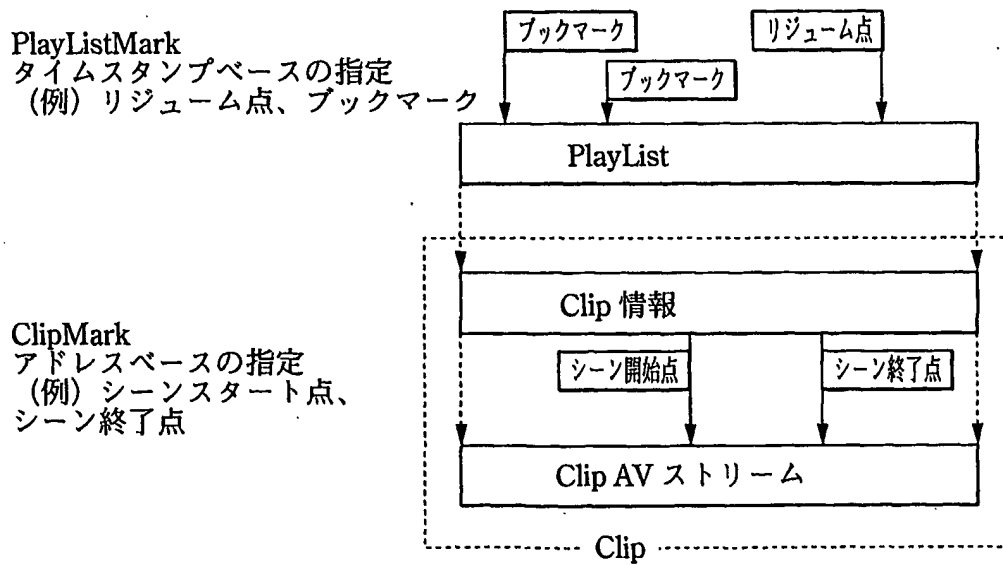 PlayListMark
タイムスタンプベースの指定
（例）リジューム点、ブックマーク
ブックマーク
リジューム点
ブックマーク
PlayList
ClipMark
アドレスベースの指定
（例）シーンスタート点、
シーン終了点
Clip 情報
シーン開始点
シーン終了点
Clip AV ストリーム
Clip